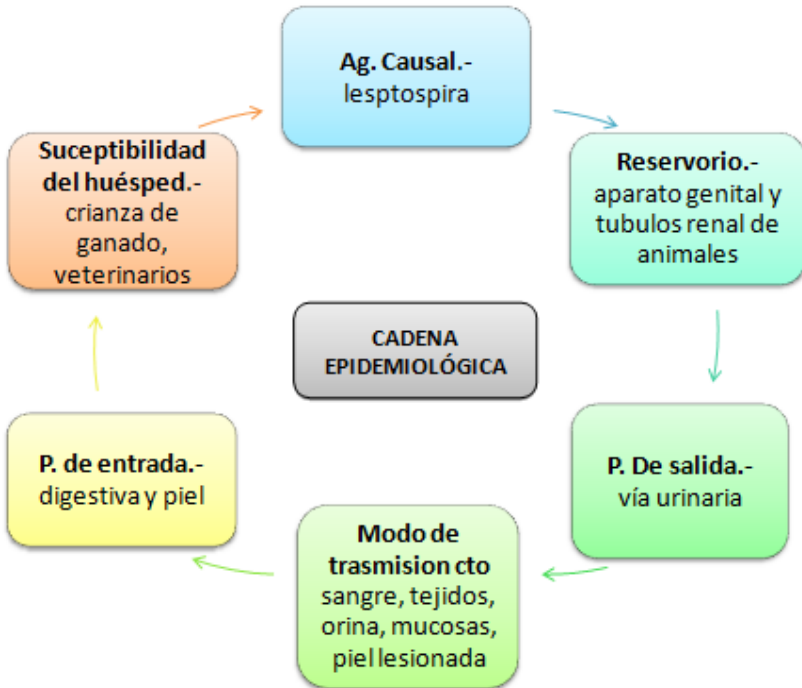 Ag. Causal.-
lesptospira
Reservorio.-
aparato genital y
tubulos renal de
animales
P. De salida.-
vía urinaria
Modo de
trasmision cto
sangre, tejidos,
orina, mucosas,
piel lesionada
P. de entrada.-
digestiva y piel
Suceptibilidad
del huésped.-
crianza de
ganado,
veterinarios
CADENA
EPIDEMIOLÓGICA